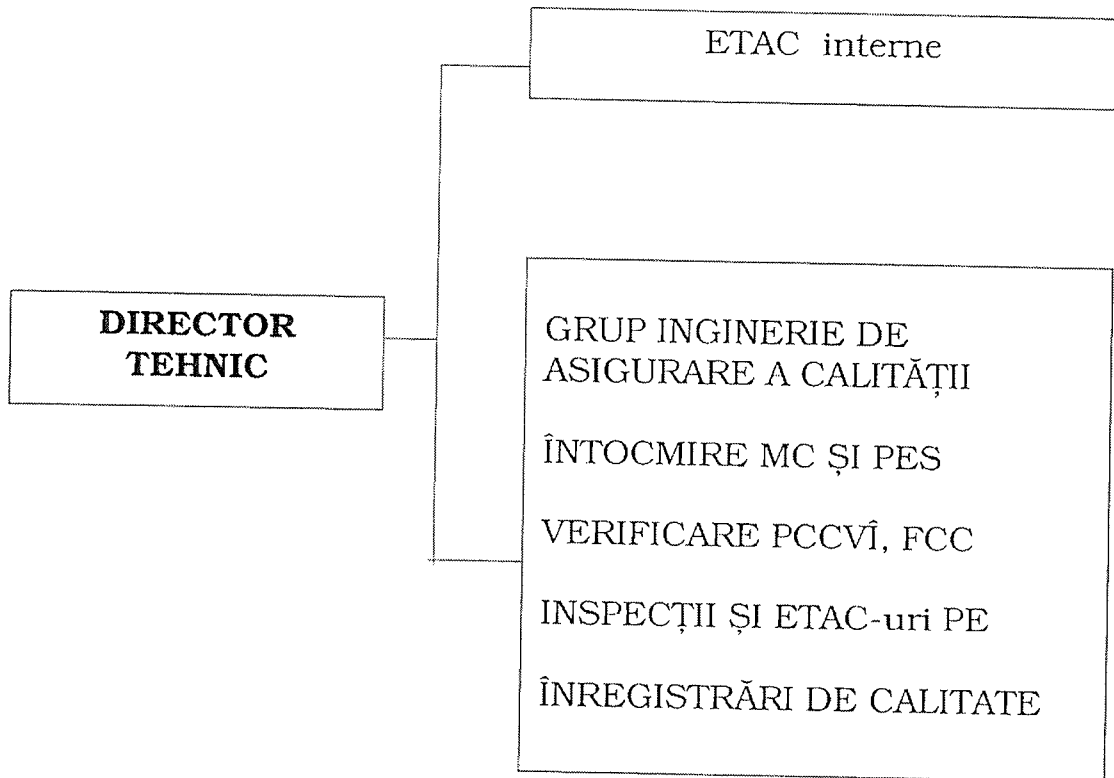 ETAC interne
DIRECTOR
TEHNIC
GRUP INGINERIE DE
ASIGURARE A CALITĂȚII
ÎNTOCMIRE MC ȘI PES
VERIFICARE PCCVÎ, FCC
INSPECȚII ȘI ETAC-uri PE
ÎNREGISTRĂRI DE CALITATE